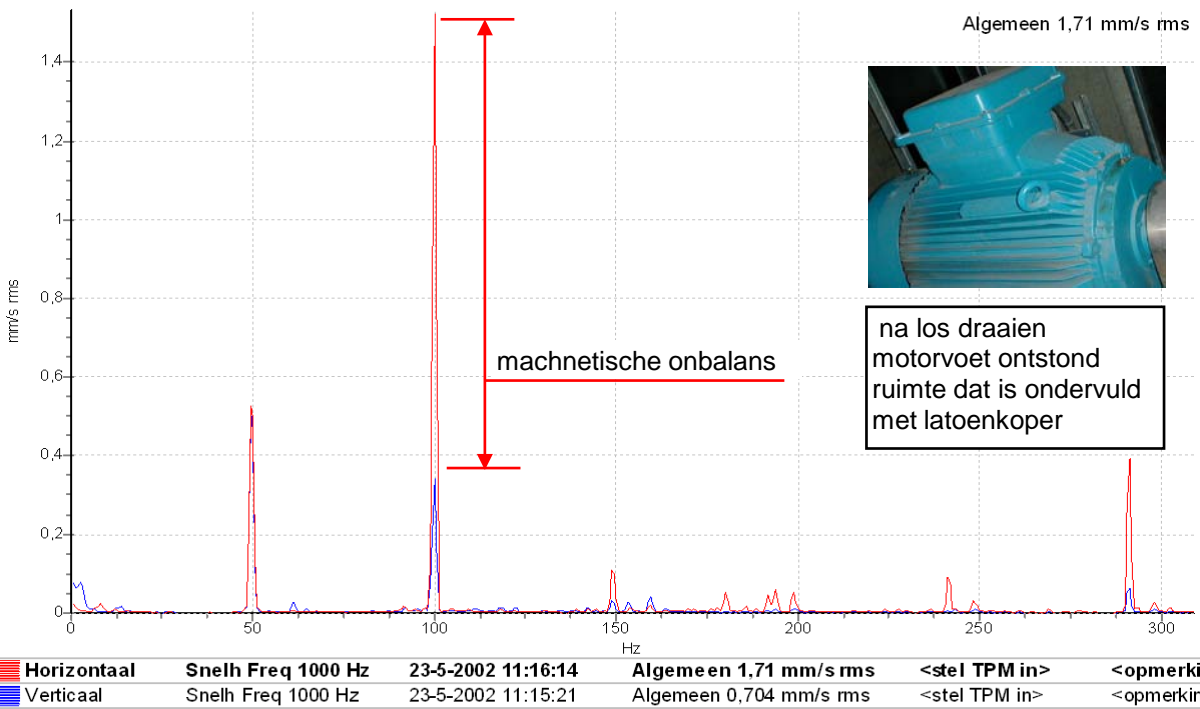 Algemeen 1,71 mm/s rms
1,4
1,2
1
0,8
0,6
0,4
0,2
0
mm/s rms
machnetische onbalans
na los draaien
motorvoet ontstond
ruimte dat is ondervuld
met latoenkoper
0 50 100 150 200 250 300
Hz
Horizontaal Snelh Freq 1000 Hz 23-5-2002 11:16:14 Algemeen 1,71 mm/s rms <stel TPM in> <opmerkin
Verticaal Snelh Freq 1000 Hz 23-5-2002 11:15:21 Algemeen 0,704 mm/s rms <stel TPM in> <opmerkin